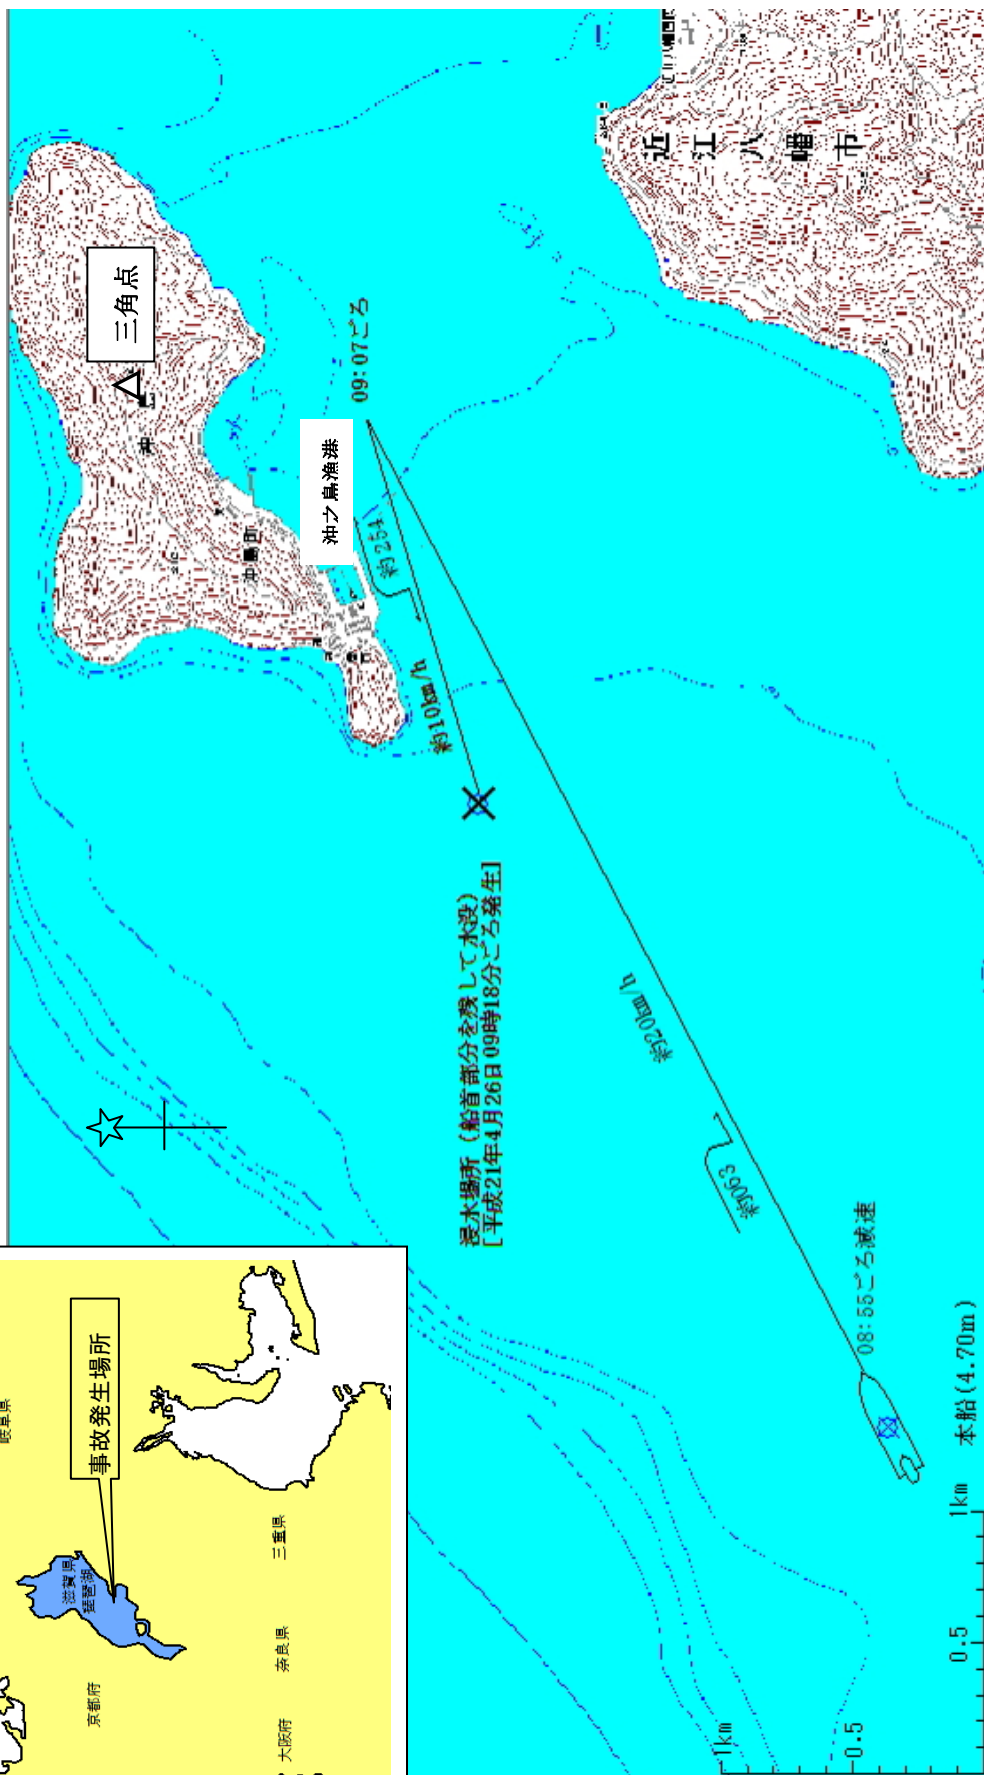 近江八幡市
三角点
沖之島漁港
09:07ごろ
約254
約10km/h
浸水場所（船首部分を残して水没）
[平成21年4月26日09時18分ごろ発生]
約20km/h
約063
08:55ごろ減速
本船(4.70m)
事故発生場所
岐阜県
滋賀県
琵琶湖
京都府
三重県
奈良県
大阪府
1km
0.5
1km
0.5